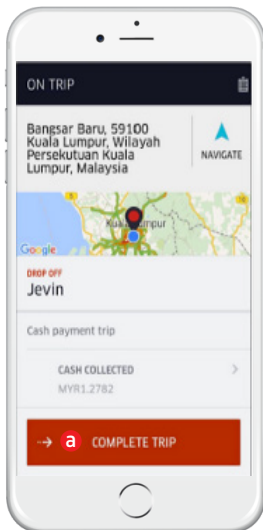 ON TRIP
Bangsar Baru, 59100
Kuala Lumpur, Wilayah
Persekutuan Kuala
Lumpur, Malaysia
NAVIGATE
Google
DROP OFF
Jevin
Cash payment trip
CASH COLLECTED
MYR1.2782
a COMPLETE TRIP